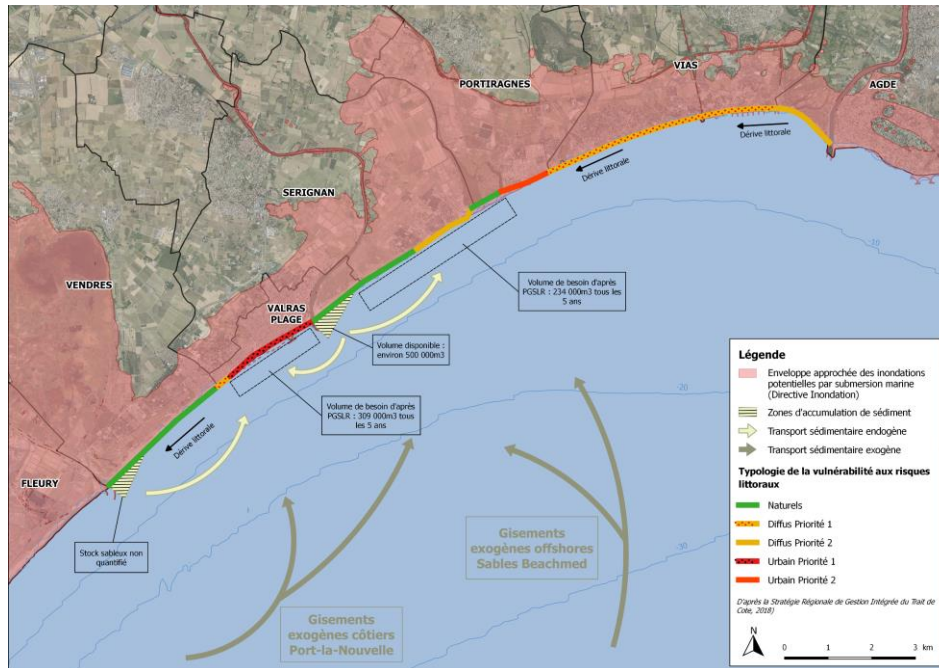 VIAS
AGDE
PORTIRAGNES
Dérive littorale
Dérive littorale
SERIGNAN
-10
VENDRES
Volume de besoin d'après
PGSLR : 234 000m3 tous les
5 ans
VALRAS
PLAGE
Volume disponible :
environ 500 000m3
-20
Volume de besoin d'après
PGSLR : 309 000m3 tous
les 5 ans
Dérive littorale
FLEURY
Stock sableux non
quantifié
Gisements
exogènes offshores
Sables Beachmed
-30
Gisements
exogènes côtiers
Port-la-Nouvelle
Légende
Enveloppe approchée des inondations
potentielles par submersion marine
(Directive Inondation)
Zones d'accumulation de sédiment
Transport sédimentaire endogène
Transport sédimentaire exogène
Typologie de la vulnérabilité aux risques
littoraux
Naturels
Diffus Priorité 1
Diffus Priorité 2
Urbain Priorité 1
Urbain Priorité 2
D'après la Stratégie Régionale de Gestion Intégrée du Trait de
Cote, 2018)
N
0 1 2 3 km